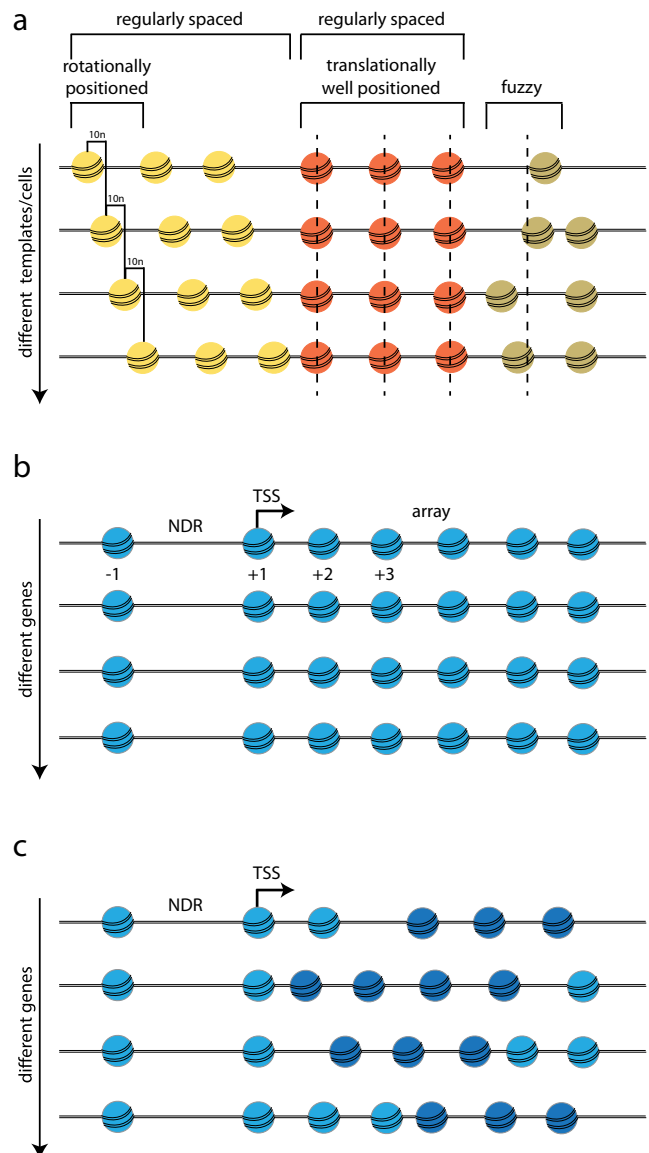 a
regularly spaced
regularly spaced
rotationally
positioned
translationally
well positioned
fuzzy
10n
10n
10n
different templates/cells
b
TSS
NDR
array
-1
+1
+2
+3
different genes
c
TSS
NDR
different genes